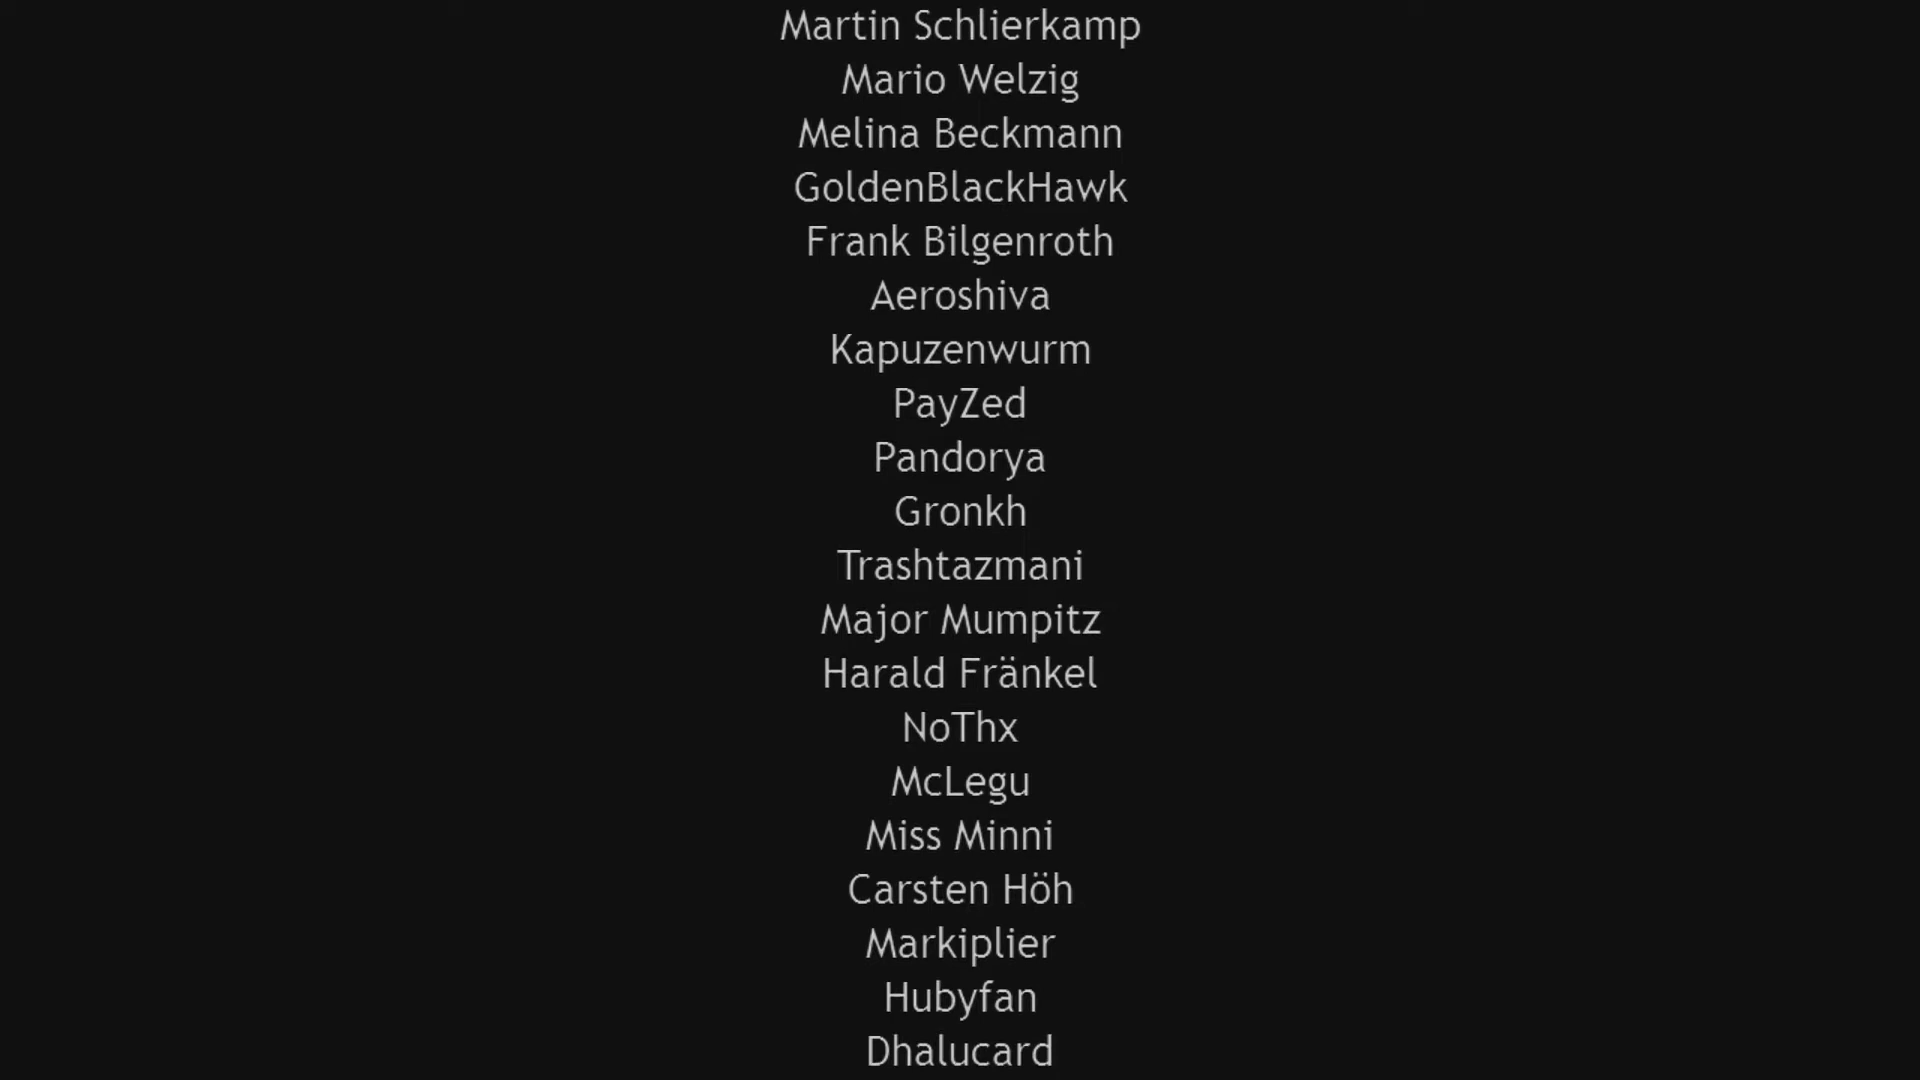 Martin Schlierkamp
Mario Welzig
Melina Beckmann
GoldenBlackHawk
Frank Bilgenroth
Aeroshiva
Kapuzenwurm
PayZed
Pandorya
Gronkh
Trashtazmani
Major Mumpitz
Harald Fränkel
NoThx
McLegu
Miss Minni
Carsten Höh
Markiplier
Hubyfan
Dhalucard